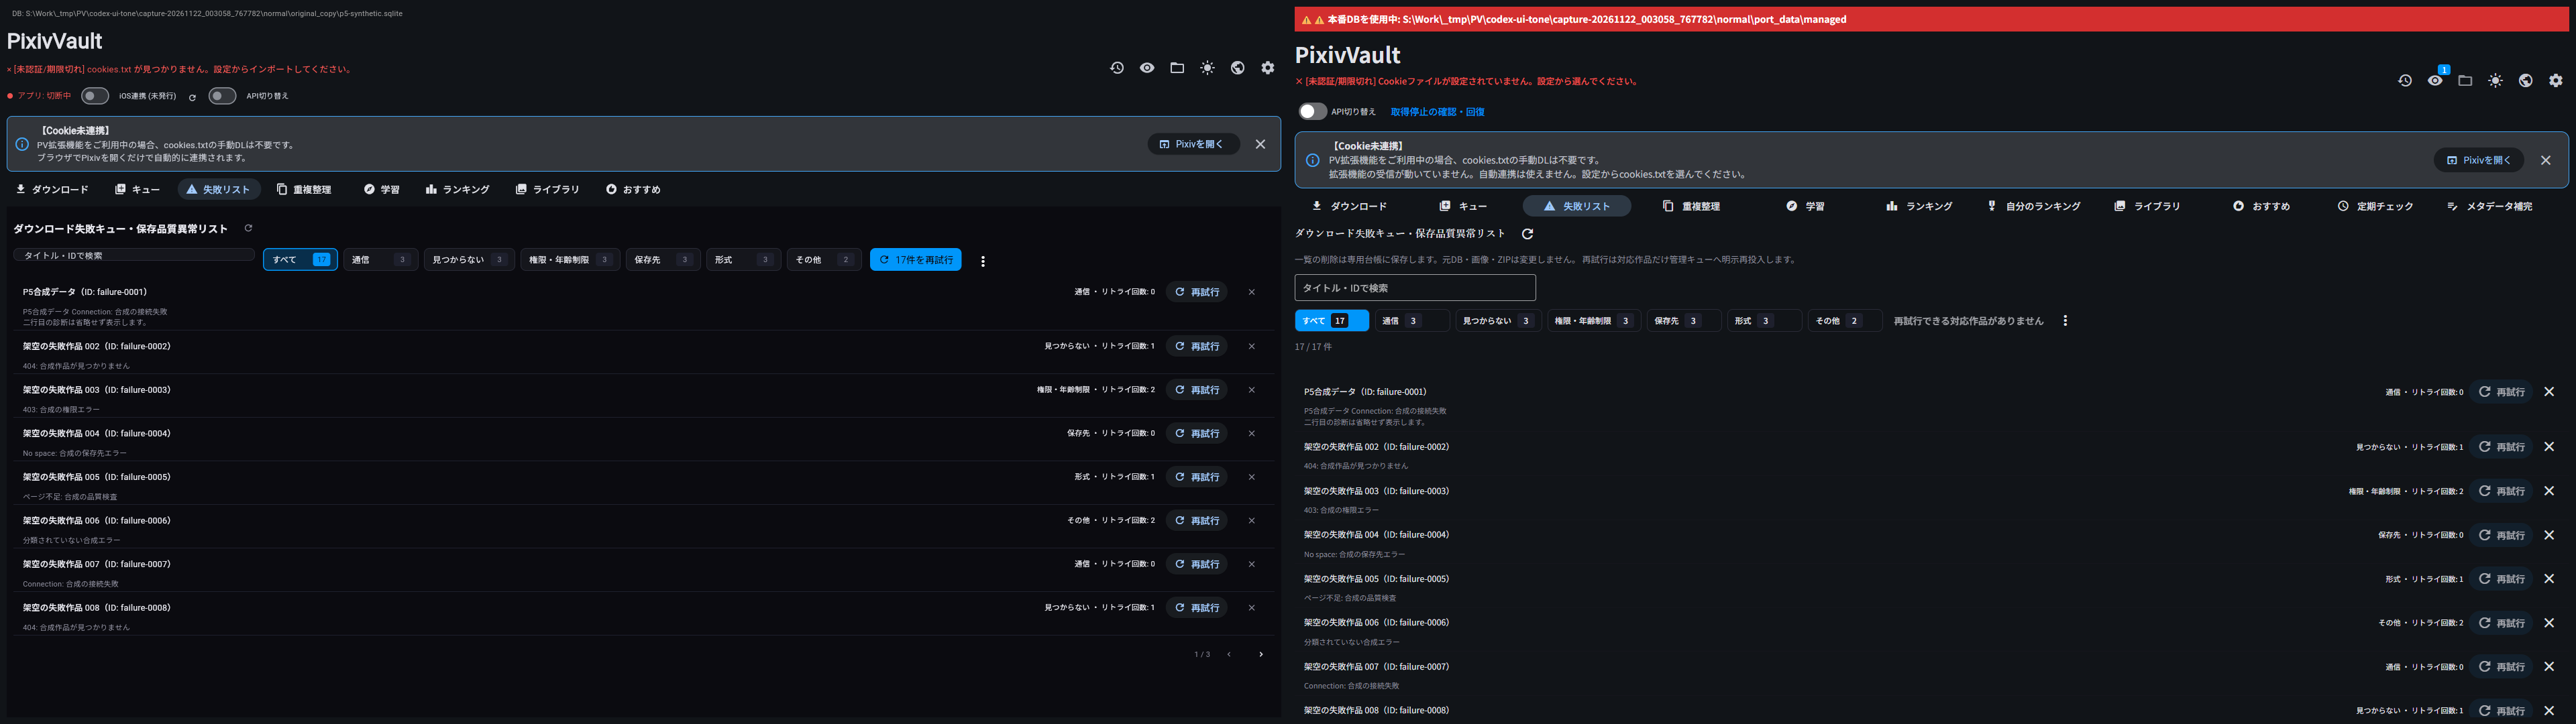 DB: S:\Work\_tmp\PV\codex-ui-tone\capture-20261122_003058_767782\normal\original_copy\p5-synthetic.sqlite
PixivVault
× [未認証/期限切れ] cookies.txt が見つかりません。設定からインポートしてください。
アプリ: 切断中 iOS連携 (未発行) API切り替え
【Cookie未連携】
PV拡張機能をご利用中の場合、cookies.txtの手動DLは不要です。
ブラウザでPixivを開くだけで自動的に連携されます。
Pixivを開く
ダウンロード キュー 失敗リスト 重複整理 学習 ランキング ライブラリ おすすめ
ダウンロード失敗キュー・保存品質異常リスト
タイトル・IDで検索 すべて 17 通信 3 見つからない 3 権限・年齢制限 3 保存先 3 形式 3 その他 2 17件を再試行
P5合成データ（ID: failure-0001） 通信 ・ リトライ回数: 0 再試行 ×
P5合成データ Connection: 合成の接続失敗
二行目の診断は省略せず表示します。
架空の失敗作品 002（ID: failure-0002） 見つからない ・ リトライ回数: 1 再試行 ×
404: 合成作品が見つかりません
架空の失敗作品 003（ID: failure-0003） 権限・年齢制限 ・ リトライ回数: 2 再試行 ×
403: 合成の権限エラー
架空の失敗作品 004（ID: failure-0004） 保存先 ・ リトライ回数: 0 再試行 ×
No space: 合成の保存先エラー
架空の失敗作品 005（ID: failure-0005） 形式 ・ リトライ回数: 1 再試行 ×
ページ不足: 合成の品質検査
架空の失敗作品 006（ID: failure-0006） その他 ・ リトライ回数: 2 再試行 ×
分類されていない合成エラー
架空の失敗作品 007（ID: failure-0007） 通信 ・ リトライ回数: 0 再試行 ×
Connection: 合成の接続失敗
架空の失敗作品 008（ID: failure-0008） 見つからない ・ リトライ回数: 1 再試行 ×
404: 合成作品が見つかりません
1 / 3 ‹ ›
⚠ ⚠ 本番DBを使用中: S:\Work\_tmp\PV\codex-ui-tone\capture-20261122_003058_767782\normal\port_data\managed
PixivVault
1
× [未認証/期限切れ] Cookieファイルが設定されていません。設定から選んでください。
API切り替え 取得停止の確認・回復
【Cookie未連携】
PV拡張機能をご利用中の場合、cookies.txtの手動DLは不要です。
拡張機能の受信が動いていません。自動連携は使えません。設定からcookies.txtを選んでください。
Pixivを開く
ダウンロード キュー 失敗リスト 重複整理 学習 ランキング 自分のランキング ライブラリ おすすめ 定期チェック メタデータ補完
ダウンロード失敗キュー・保存品質異常リスト
一覧の削除は専用台帳に保存します。元DB・画像・ZIPは変更しません。 再試行は対応作品だけ管理キューへ明示再投入します。
タイトル・IDで検索
すべて 17 通信 3 見つからない 3 権限・年齢制限 3 保存先 3 形式 3 その他 2 再試行できる対応作品がありません
17 / 17 件
P5合成データ（ID: failure-0001） 通信 ・ リトライ回数: 0 再試行 ×
P5合成データ Connection: 合成の接続失敗
二行目の診断は省略せず表示します。
架空の失敗作品 002（ID: failure-0002） 見つからない ・ リトライ回数: 1 再試行 ×
404: 合成作品が見つかりません
架空の失敗作品 003（ID: failure-0003） 権限・年齢制限 ・ リトライ回数: 2 再試行 ×
403: 合成の権限エラー
架空の失敗作品 004（ID: failure-0004） 保存先 ・ リトライ回数: 0 再試行 ×
No space: 合成の保存先エラー
架空の失敗作品 005（ID: failure-0005） 形式 ・ リトライ回数: 1 再試行 ×
ページ不足: 合成の品質検査
架空の失敗作品 006（ID: failure-0006） その他 ・ リトライ回数: 2 再試行 ×
分類されていない合成エラー
架空の失敗作品 007（ID: failure-0007） 通信 ・ リトライ回数: 0 再試行 ×
Connection: 合成の接続失敗
架空の失敗作品 008（ID: failure-0008） 見つからない ・ リトライ回数: 1 再試行 ×